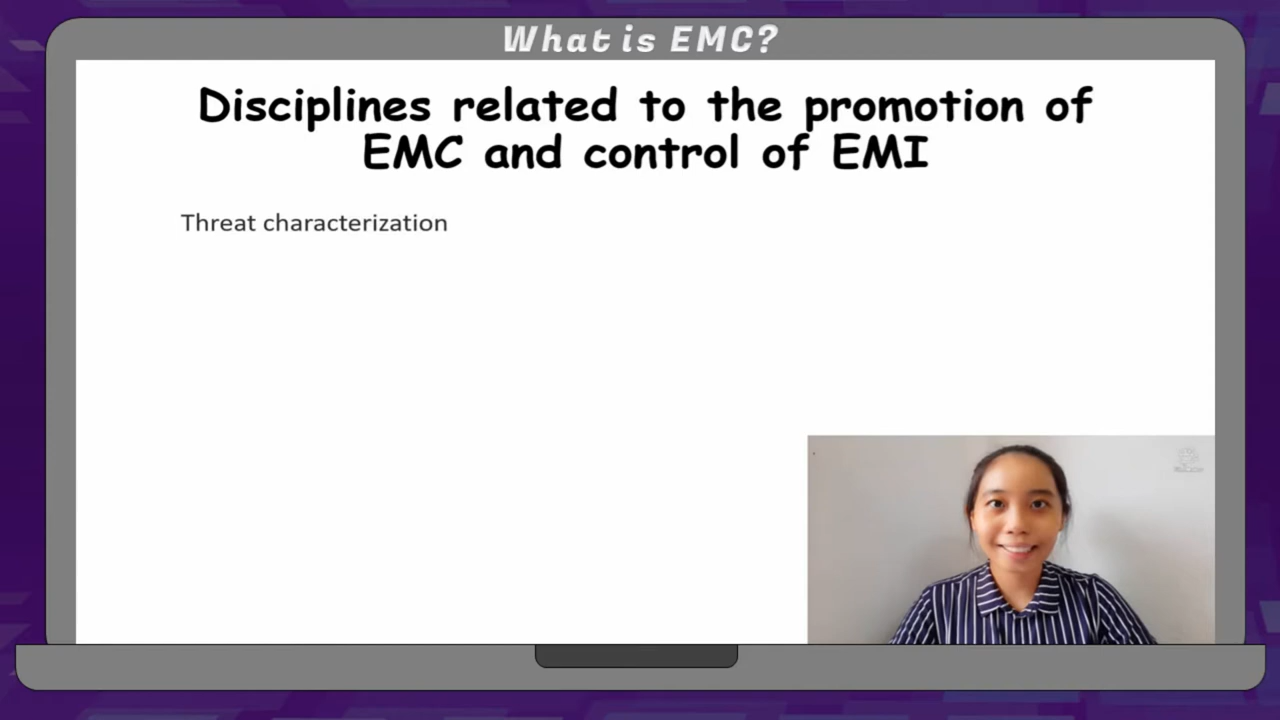 What is EMC?
Disciplines related to the promotion of
EMC and control of EMI
Threat characterization